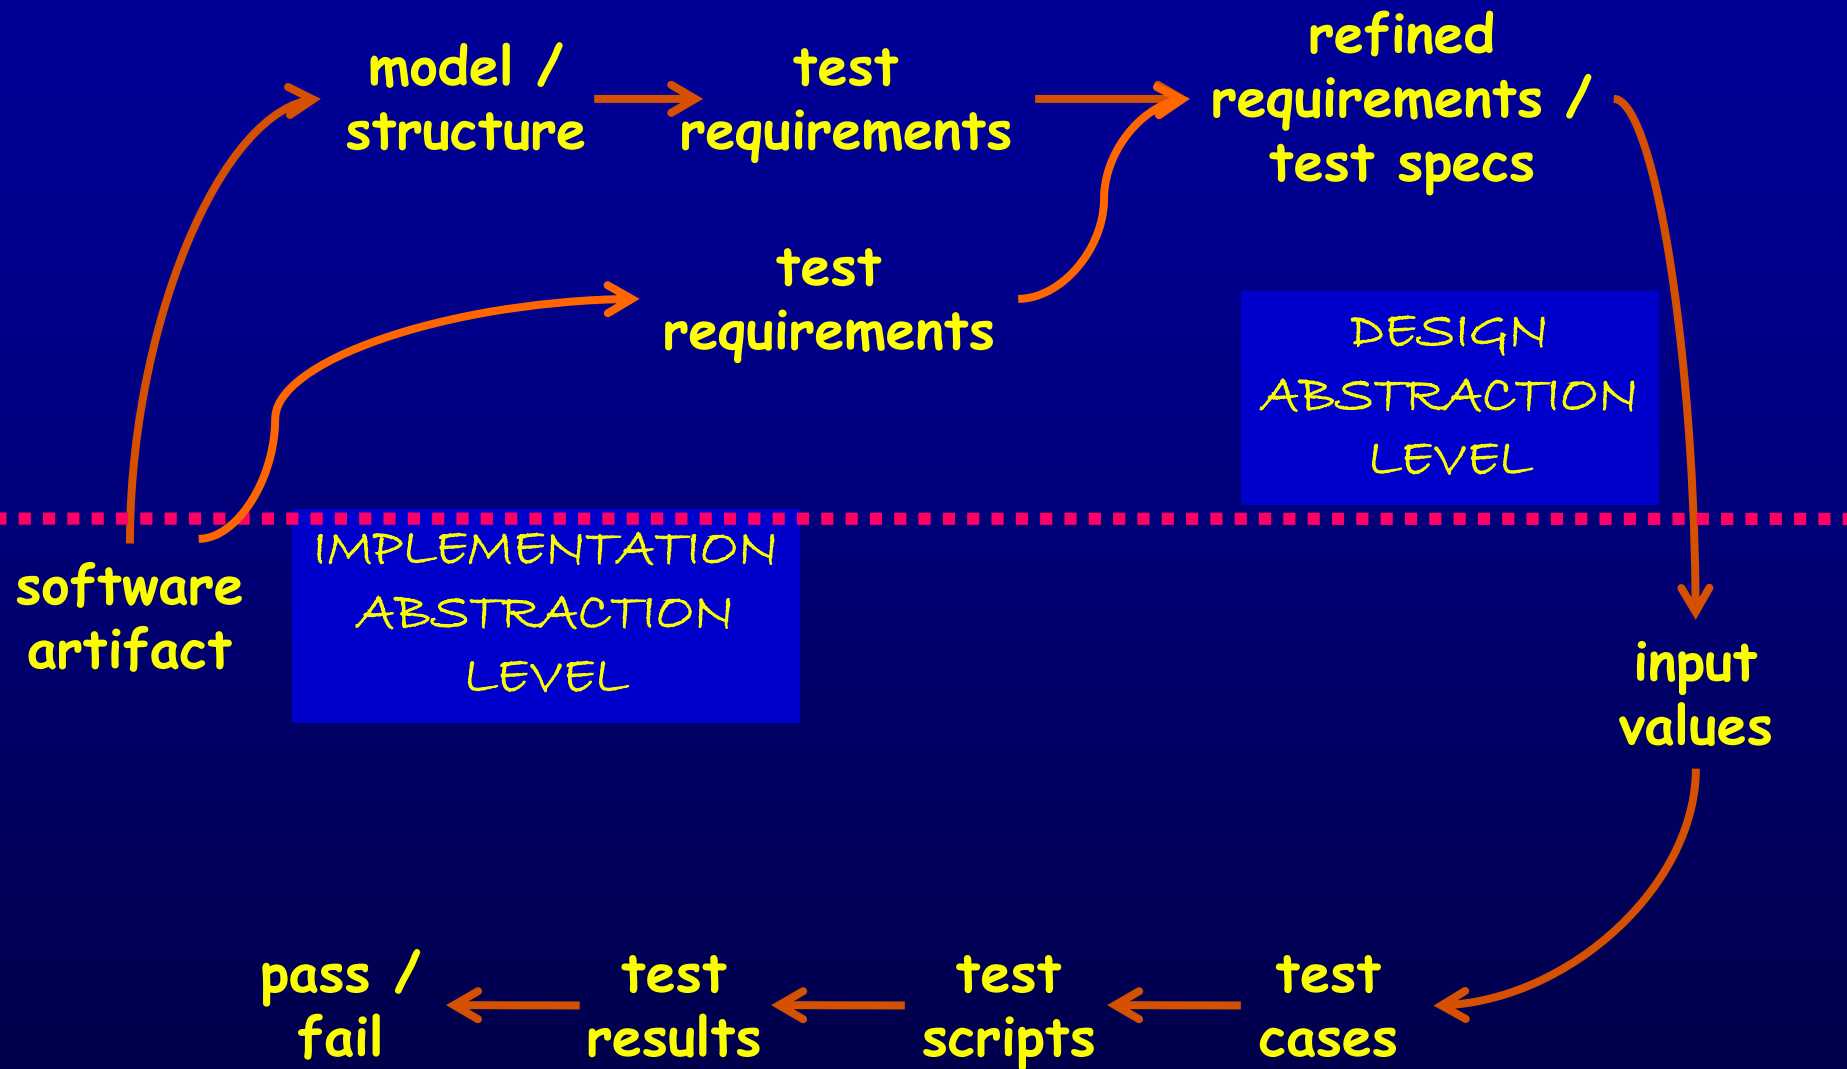 model /
structure
test
requirements
refined
requirements /
test specs
test
requirements
DESIGN
ABSTRACTION
LEVEL
IMPLEMENTATION
ABSTRACTION
LEVEL
software
artifact
input
values
pass /
fail
test
results
test
scripts
test
cases